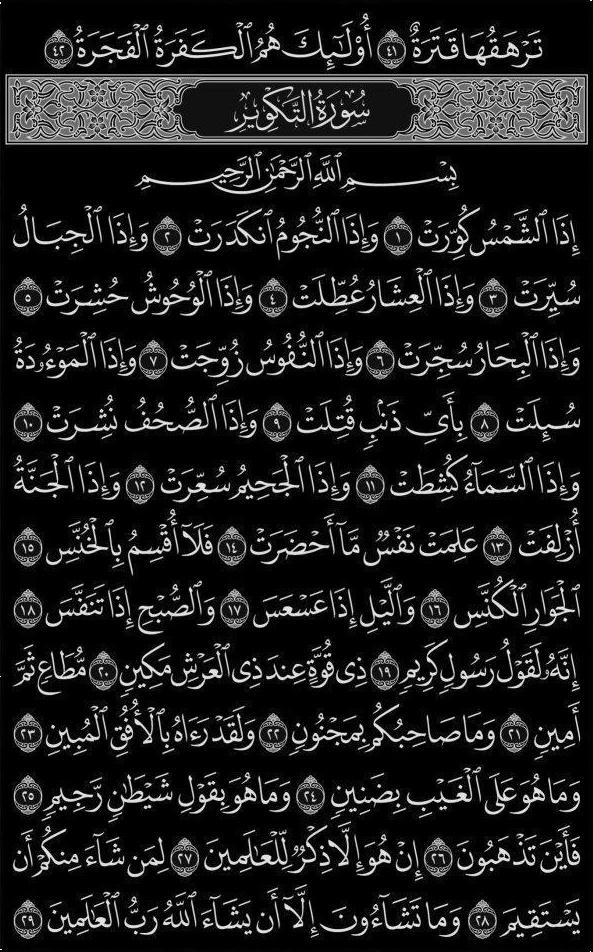 تَرْهَقُهَا قَتَرَةٌ ٤١ أُوْلَٰٓئِكَ هُمُ ٱلْكَفَرَةُ ٱلْفَجَرَةُ ٤٢
سُورَةُ التَّكْوِيرِ
بِسْمِ ٱللَّهِ ٱلرَّحْمَٰنِ ٱلرَّحِيمِ
إِذَا ٱلشَّمْسُ كُوِّرَتْ ١ وَإِذَا ٱلنُّجُومُ ٱنكَدَرَتْ ٢ وَإِذَا ٱلْجِبَالُ
سُيِّرَتْ ٣ وَإِذَا ٱلْعِشَارُ عُطِّلَتْ ٤ وَإِذَا ٱلْوُحُوشُ حُشِرَتْ ٥
وَإِذَا ٱلْبِحَارُ سُجِّرَتْ ٦ وَإِذَا ٱلنُّفُوسُ زُوِّجَتْ ٧ وَإِذَا ٱلْمَوْءُۥدَةُ
سُئِلَتْ ٨ بِأَىِّ ذَنۢبٍ قُتِلَتْ ٩ وَإِذَا ٱلصُّحُفُ نُشِرَتْ ١٠
وَإِذَا ٱلسَّمَآءُ كُشِطَتْ ١١ وَإِذَا ٱلْجَحِيمُ سُعِّرَتْ ١٢ وَإِذَا ٱلْجَنَّةُ
أُزْلِفَتْ ١٣ عَلِمَتْ نَفْسٌ مَّآ أَحْضَرَتْ ١٤ فَلَآ أُقْسِمُ بِٱلْخُنَّسِ ١٥
ٱلْجَوَارِ ٱلْكُنَّسِ ١٦ وَٱلَّيْلِ إِذَا عَسْعَسَ ١٧ وَٱلصُّبْحِ إِذَا تَنَفَّسَ ١٨
إِنَّهُۥ لَقَوْلُ رَسُولٍ كَرِيمٍ ١٩ ذِى قُوَّةٍ عِندَ ذِى ٱلْعَرْشِ مَكِينٍ ٢٠ مُّطَاعٍ ثَمَّ
أَمِينٍ ٢١ وَمَا صَاحِبُكُم بِمَجْنُونٍ ٢٢ وَلَقَدْ رَءَاهُ بِٱلْأُفُقِ ٱلْمُبِينِ ٢٣
وَمَا هُوَ عَلَى ٱلْغَيْبِ بِضَنِينٍ ٢٤ وَمَا هُوَ بِقَوْلِ شَيْطَٰنٍ رَّجِيمٍ ٢٥
فَأَيْنَ تَذْهَبُونَ ٢٦ إِنْ هُوَ إِلَّا ذِكْرٌ لِّلْعَٰلَمِينَ ٢٧ لِمَن شَآءَ مِنكُمْ أَن
يَسْتَقِيمَ ٢٨ وَمَا تَشَآءُونَ إِلَّآ أَن يَشَآءَ ٱللَّهُ رَبُّ ٱلْعَٰلَمِينَ ٢٩